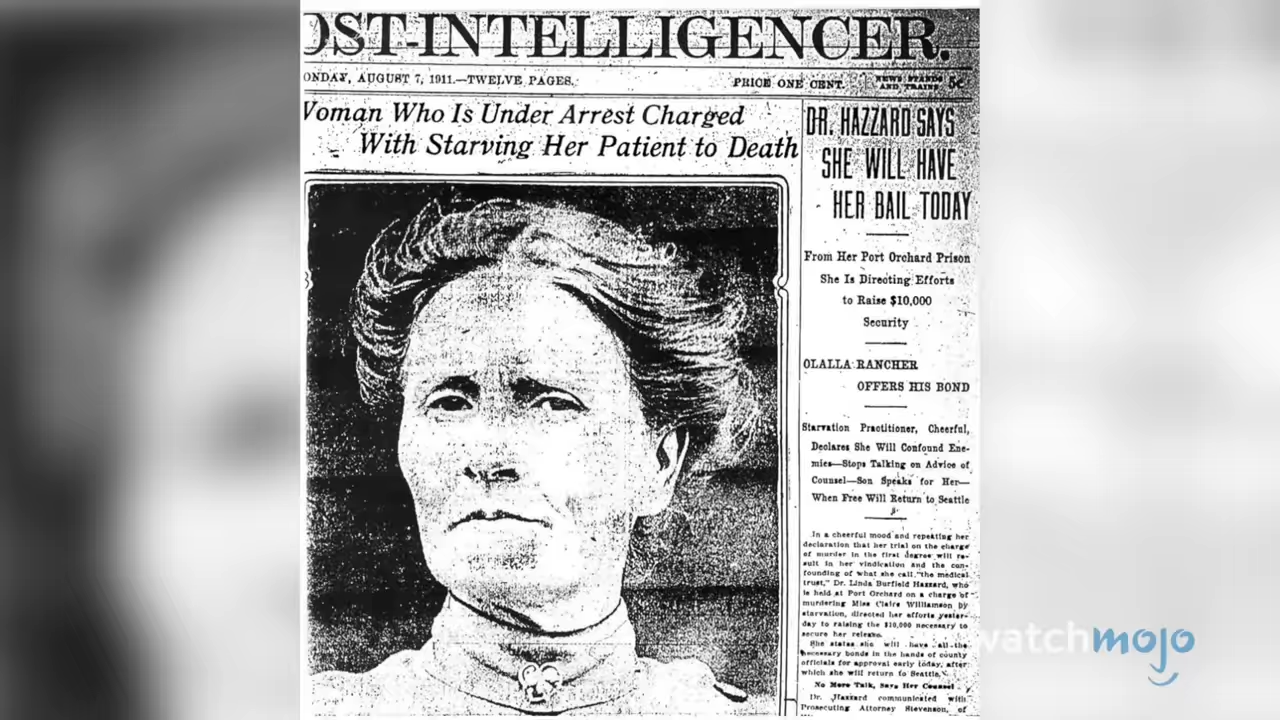 OST-INTELLIGENCER.
ONDAY, AUGUST 7, 1911.—TWELVE PAGES. PRICE ONE CENT. NEWS STANDS AND TRAINS 5c
Woman Who Is Under Arrest Charged
With Starving Her Patient to Death
DR. HAZZARD SAYS
SHE WILL HAVE
HER BAIL TODAY
From Her Port Orchard Prison
She Is Directing Efforts
to Raise $10,000
Security
OLALLA RANCHER
OFFERS HIS BOND
Starvation Practitioner, Cheerful,
Declares She Will Confound Ene-
mies—Stops Talking on Advice of
Counsel—Son Speaks for Her—
When Free Will Return to Seattle
In a cheerful mood and repeating her
declaration that her trial on the charge
of murder in the first degree will re-
sult in her vindication and the con-
founding of what she call "the medical
trust," Dr. Linda Burfield Hazzard, who
is held at Port Orchard on a charge of
murdering Miss Claire Williamson by
starvation, directed her efforts yester-
day to raising the $10,000 necessary to
secure her release.
She states she will have all the
necessary bonds in the hands of county
officials for approval early today, after
which she will return to Seattle.
No More Talk, Says Her Counsel.
Dr. Hazzard communicated with
Prosecuting Attorney Stevenson, of
watchmojo